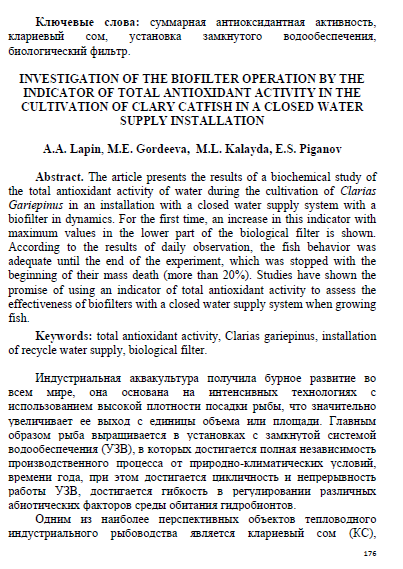 Ключевые слова: суммарная антиоксидантная активность,
клариевый сом, установка замкнутого водообеспечения,
биологический фильтр.
INVESTIGATION OF THE BIOFILTER OPERATION BY THE
INDICATOR OF TOTAL ANTIOXIDANT ACTIVITY IN THE
CULTIVATION OF CLARY CATFISH IN A CLOSED WATER
SUPPLY INSTALLATION
A.A. Lapin, M.E. Gordeeva, M.L. Kalayda, E.S. Piganov
Abstract. The article presents the results of a biochemical study of
the total antioxidant activity of water during the cultivation of Clarias
Gariepinus in an installation with a closed water supply system with a
biofilter in dynamics. For the first time, an increase in this indicator with
maximum values in the lower part of the biological filter is shown.
According to the results of daily observation, the fish behavior was
adequate until the end of the experiment, which was stopped with the
beginning of their mass death (more than 20%). Studies have shown the
promise of using an indicator of total antioxidant activity to assess the
effectiveness of biofilters with a closed water supply system when growing
fish.
Keywords: total antioxidant activity, Clarias gariepinus, installation
of recycle water supply, biological filter.
Индустриальная аквакультура получила бурное развитие во
всем мире, она основана на интенсивных технологиях с
использованием высокой плотности посадки рыбы, что значительно
увеличивает ее выход с единицы объема или площади. Главным
образом рыба выращивается в установках с замкнутой системой
водообеспечения (УЗВ), в которых достигается полная независимость
производственного процесса от природно-климатических условий,
времени года, при этом достигается цикличность и непрерывность
работы УЗВ, достигается гибкость в регулировании различных
абиотических факторов среды обитания гидробионтов.
Одним из наиболее перспективных объектов тепловодного
индустриального рыбоводства является клариевый сом (КС),
176